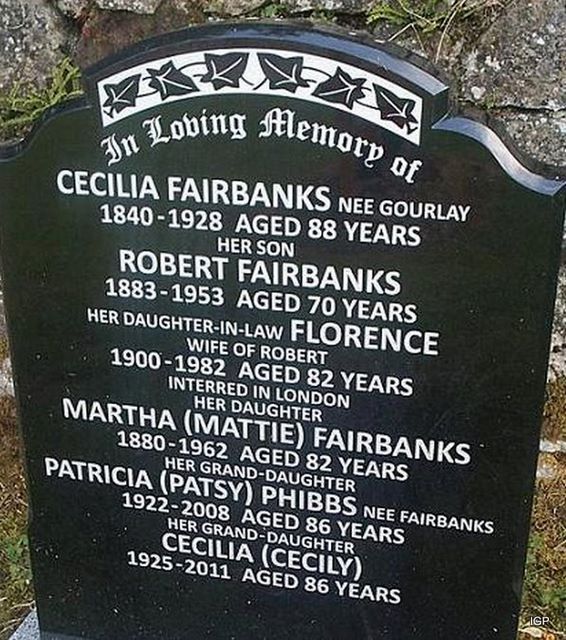 In Loving Memory of
CECILIA FAIRBANKS NEE GOURLAY
1840-1928 AGED 88 YEARS
HER SON
ROBERT FAIRBANKS
1883-1953 AGED 70 YEARS
HER DAUGHTER-IN-LAW FLORENCE
WIFE OF ROBERT
1900-1982 AGED 82 YEARS
INTERRED IN LONDON
HER DAUGHTER
MARTHA (MATTIE) FAIRBANKS
1880-1962 AGED 82 YEARS
HER GRAND-DAUGHTER
PATRICIA (PATSY) PHIBBS NEE FAIRBANKS
1922-2008 AGED 86 YEARS
HER GRAND-DAUGHTER
CECILIA (CECILY)
1925-2011 AGED 86 YEARS
IGP